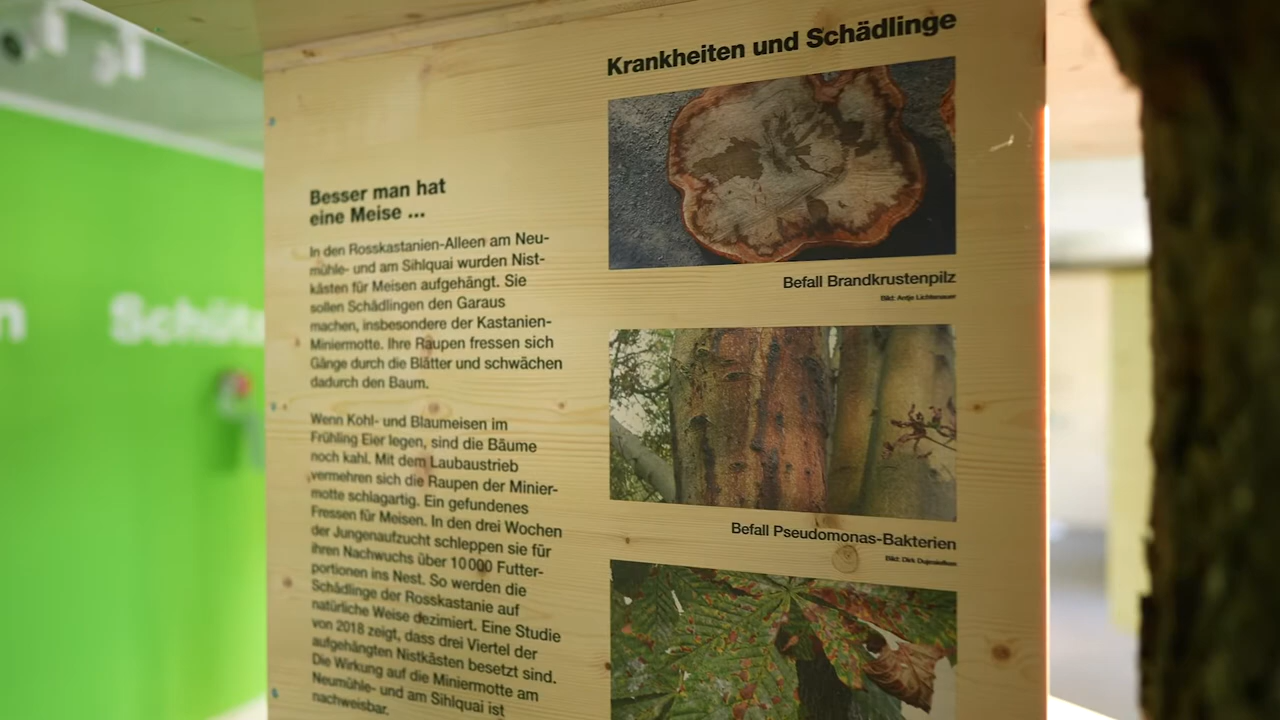 Krankheiten und Schädlinge
Besser man hat
eine Meise ...
In den Rosskastanien-Alleen am Neu-
mühle- und am Sihlquai wurden Nist-
kästen für Meisen aufgehängt. Sie
sollen Schädlingen den Garaus
machen, insbesondere der Kastanien-
Miniermotte. Ihre Raupen fressen sich
Gänge durch die Blätter und schwächen
dadurch den Baum.
Wenn Kohl- und Blaumeisen im
Frühling Eier legen, sind die Bäume
noch kahl. Mit dem Laubaustrieb
vermehren sich die Raupen der Minier-
motte schlagartig. Ein gefundenes
Fressen für Meisen. In den drei Wochen
der Jungenaufzucht schleppen sie für
ihren Nachwuchs über 10 000 Futter-
portionen ins Nest. So werden die
Schädlinge der Rosskastanie auf
natürliche Weise dezimiert. Eine Studie
von 2018 zeigt, dass drei Viertel der
aufgehängten Nistkästen besetzt sind.
Die Wirkung auf die Miniermotte am
Neumühle- und am Sihlquai ist
nachweisbar.
Befall Brandkrustenpilz
Bild: Antje Lichtenauer
Befall Pseudomonas-Bakterien
Bild: Dirk